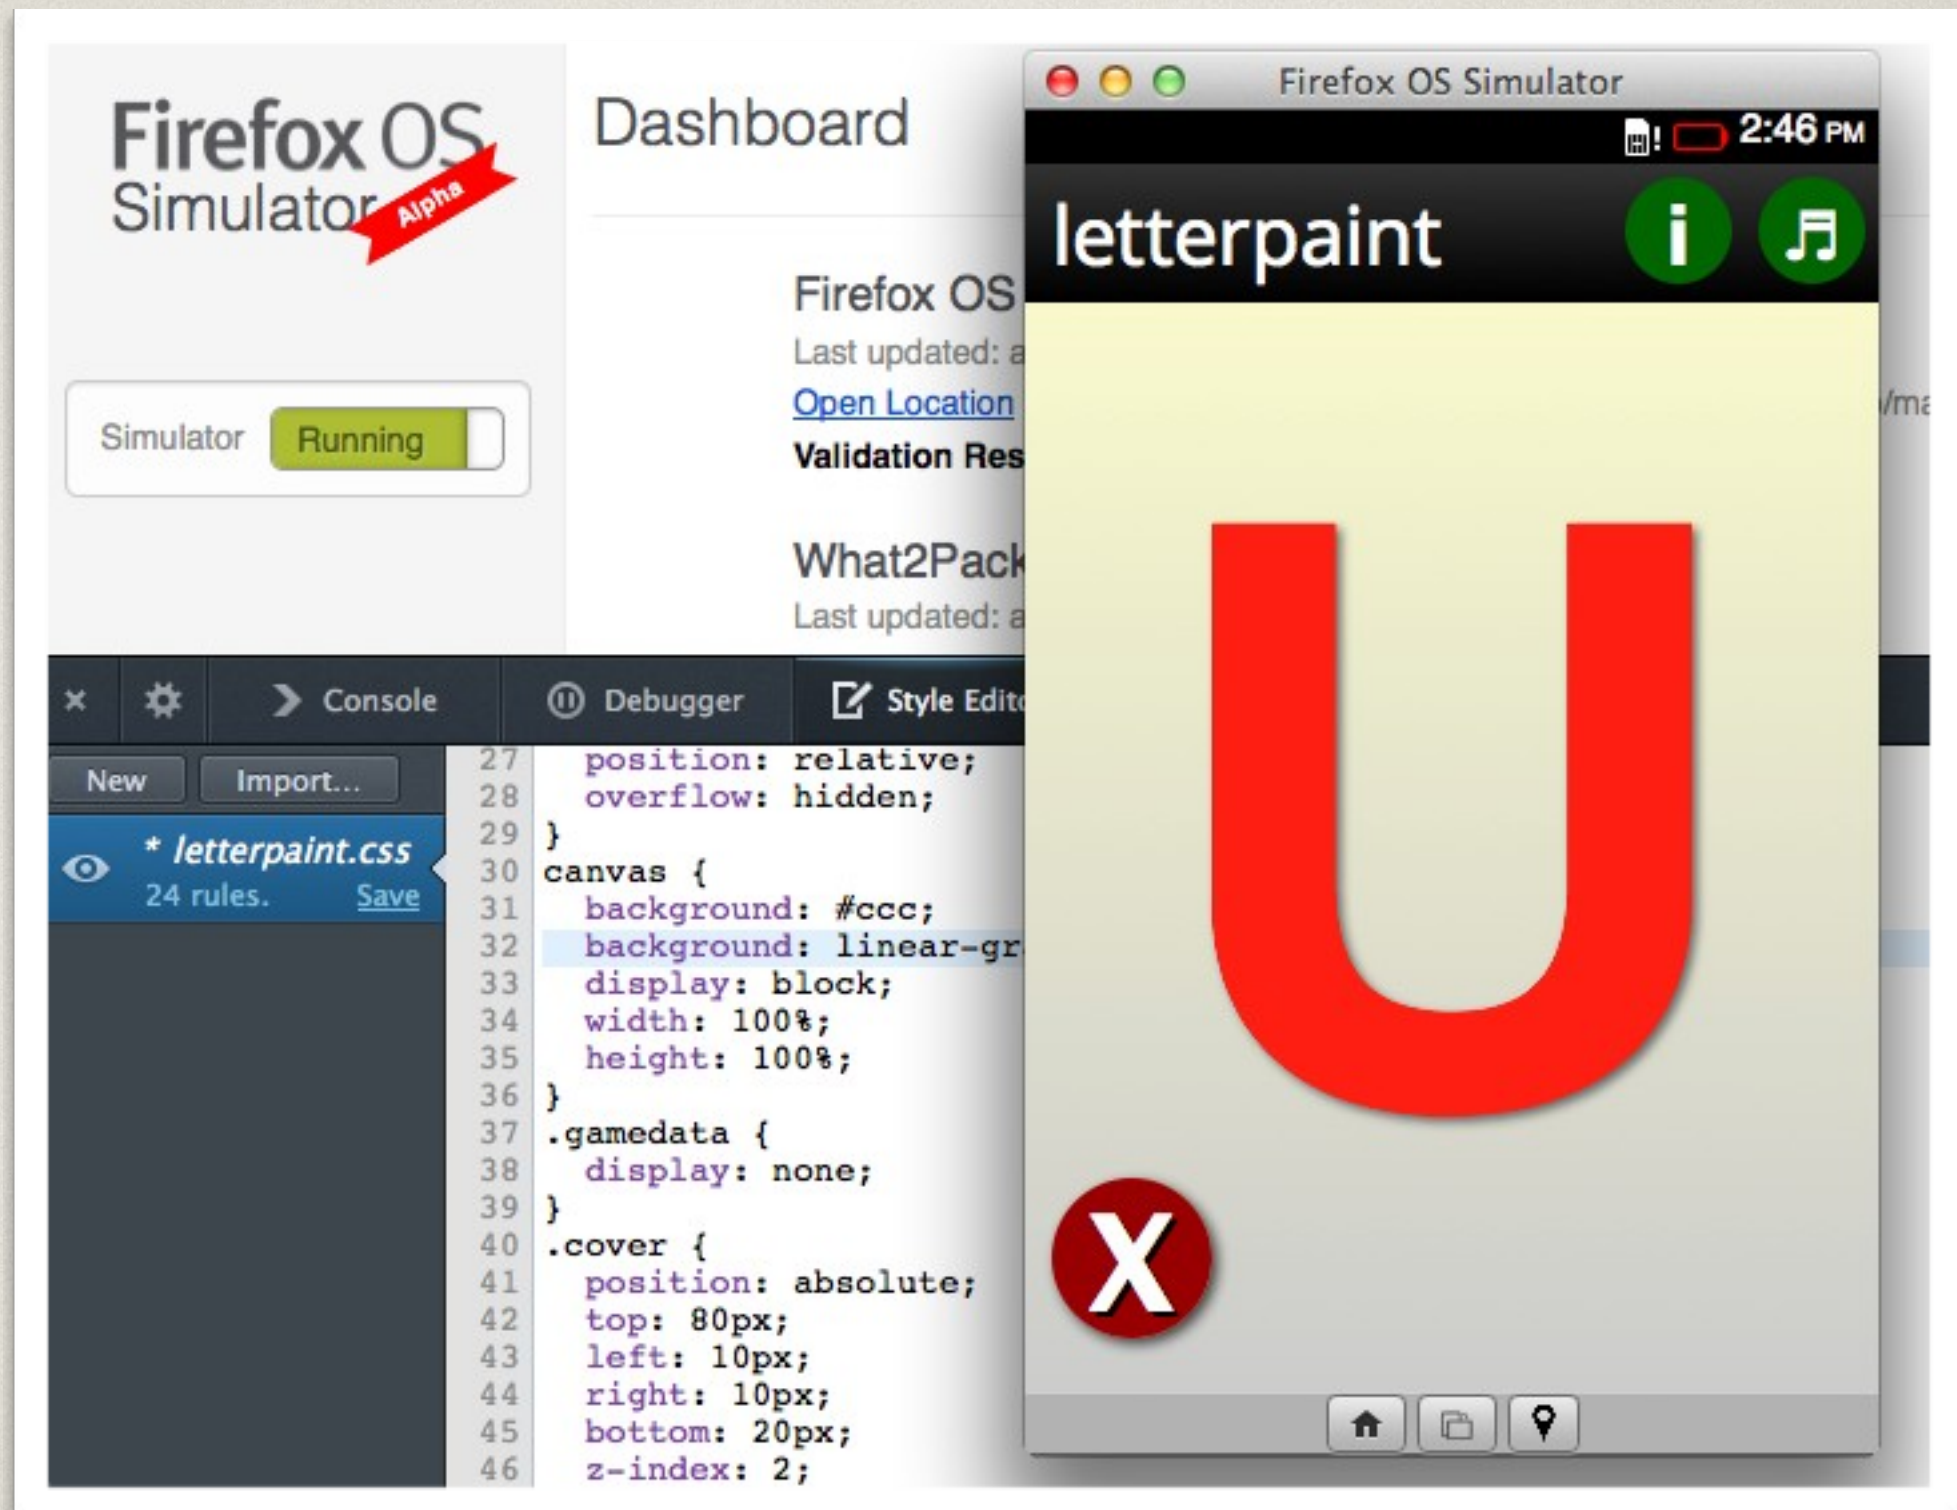 Firefox OS
Simulator
Alpha
Simulator Running
Dashboard
Firefox OS
Last updated: a
Open Location
/ma
Validation Res
What2Pack
Last updated: a
Console
Debugger
Style Edito
New
Import...
* letterpaint.css
24 rules.
Save
27 position: relative;
28 overflow: hidden;
29 }
30 canvas {
31 background: #ccc;
32 background: linear-gr
33 display: block;
34 width: 100%;
35 height: 100%;
36 }
37 .gamedata {
38 display: none;
39 }
40 .cover {
41 position: absolute;
42 top: 80px;
43 left: 10px;
44 right: 10px;
45 bottom: 20px;
46 z-index: 2;
Firefox OS Simulator
2:46 PM
letterpaint
i
U
X